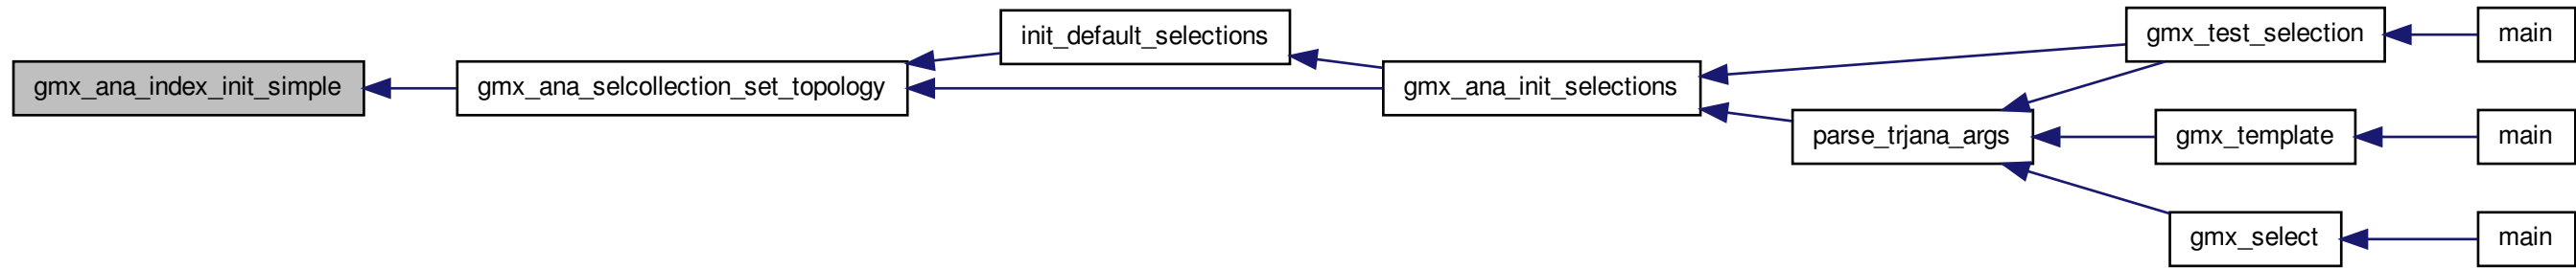 gmx_ana_index_init_simple
gmx_ana_selcollection_set_topology
init_default_selections
gmx_ana_init_selections
gmx_test_selection
main
parse_trjana_args
gmx_template
main
gmx_select
main